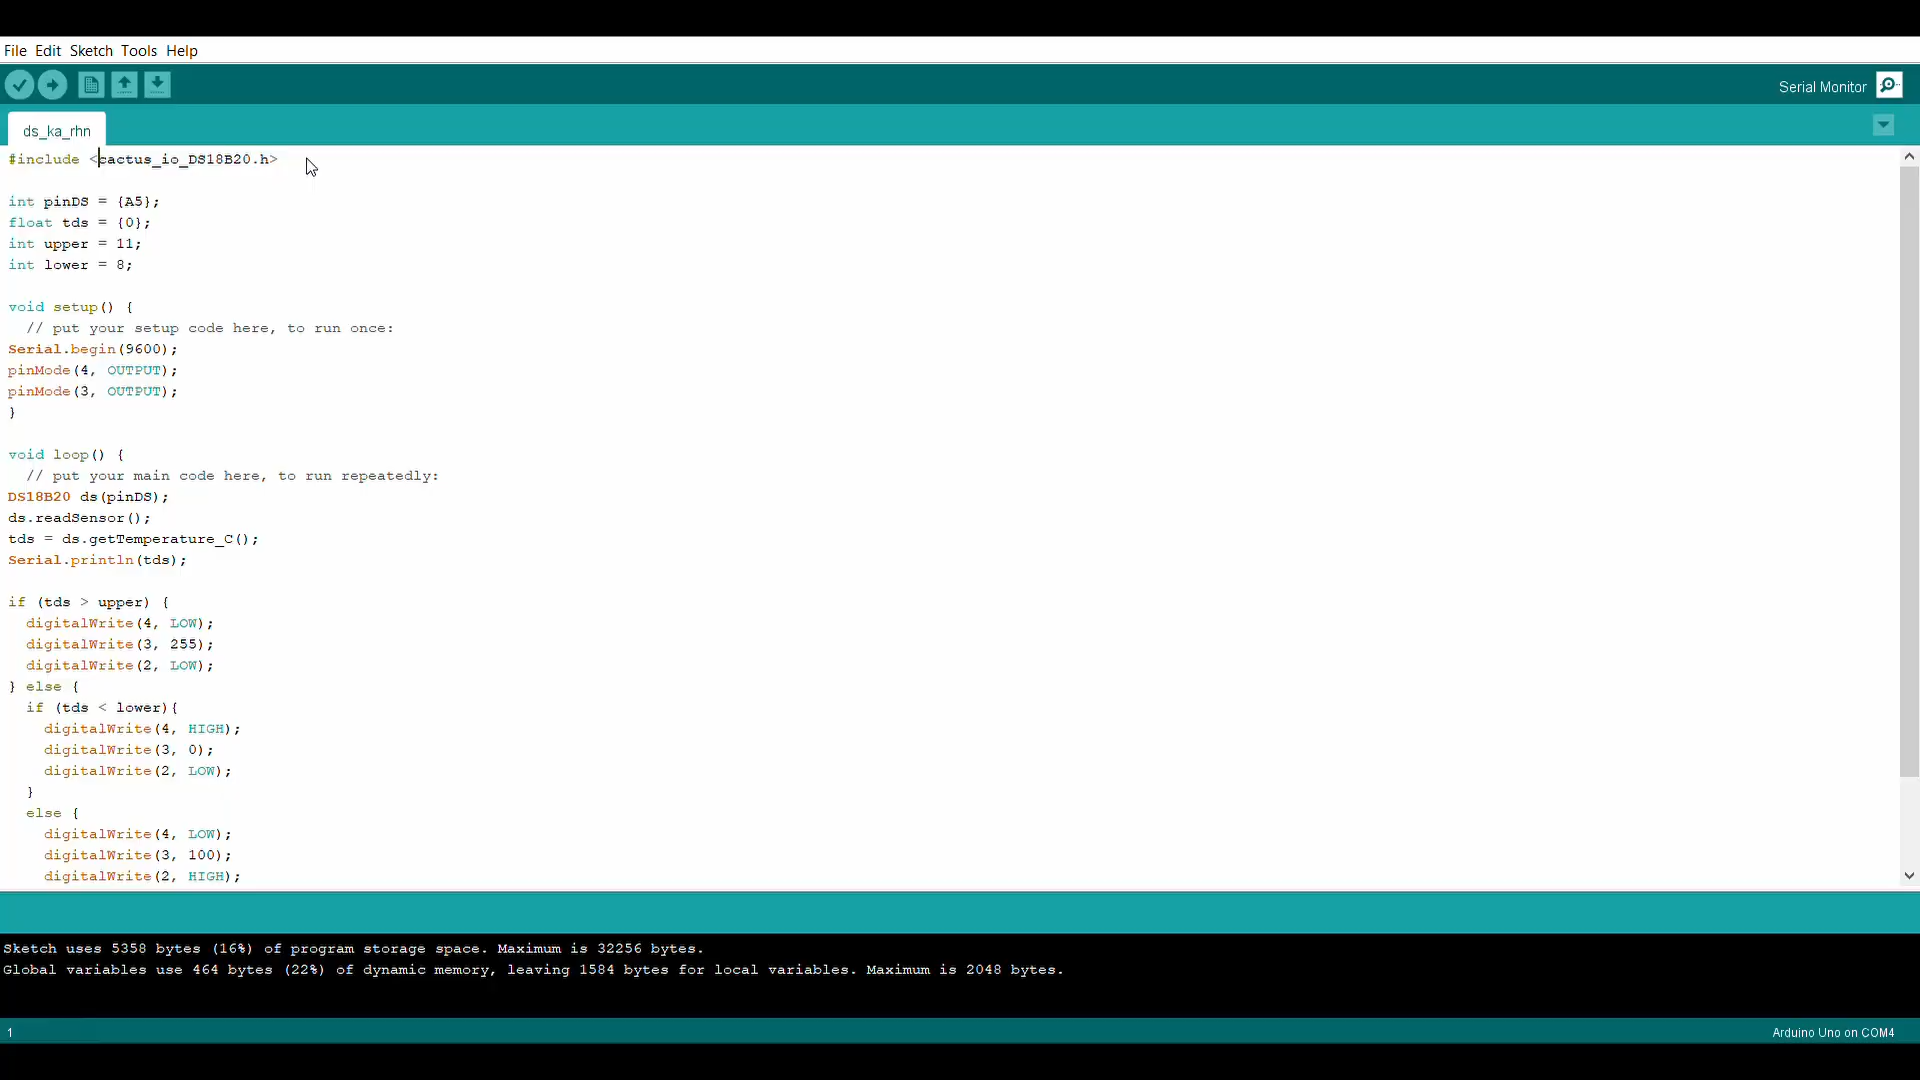 File Edit Sketch Tools Help
Serial Monitor
ds_ka_rhn
#include <cactus_io_DS18B20.h>
int pinDS = {A5};
float tds = {0};
int upper = 11;
int lower = 8;
void setup() {
// put your setup code here, to run once:
Serial.begin(9600);
pinMode(4, OUTPUT);
pinMode(3, OUTPUT);
}
void loop() {
// put your main code here, to run repeatedly:
DS18B20 ds(pinDS);
ds.readSensor();
tds = ds.getTemperature_C();
Serial.println(tds);
if (tds > upper) {
digitalWrite(4, LOW);
digitalWrite(3, 255);
digitalWrite(2, LOW);
} else {
if (tds < lower){
digitalWrite(4, HIGH);
digitalWrite(3, 0);
digitalWrite(2, LOW);
}
else {
digitalWrite(4, LOW);
digitalWrite(3, 100);
digitalWrite(2, HIGH);
Sketch uses 5358 bytes (16%) of program storage space. Maximum is 32256 bytes.
Global variables use 464 bytes (22%) of dynamic memory, leaving 1584 bytes for local variables. Maximum is 2048 bytes.
1
Arduino Uno on COM4